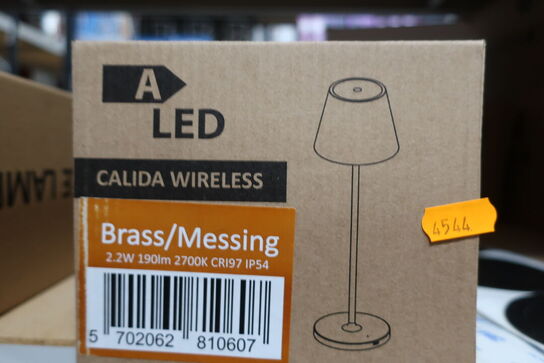 A
LED
CALIDA WIRELESS
Brass/Messing
2.2W 190lm 2700K CRI97 IP54
5 702062 810607
4544